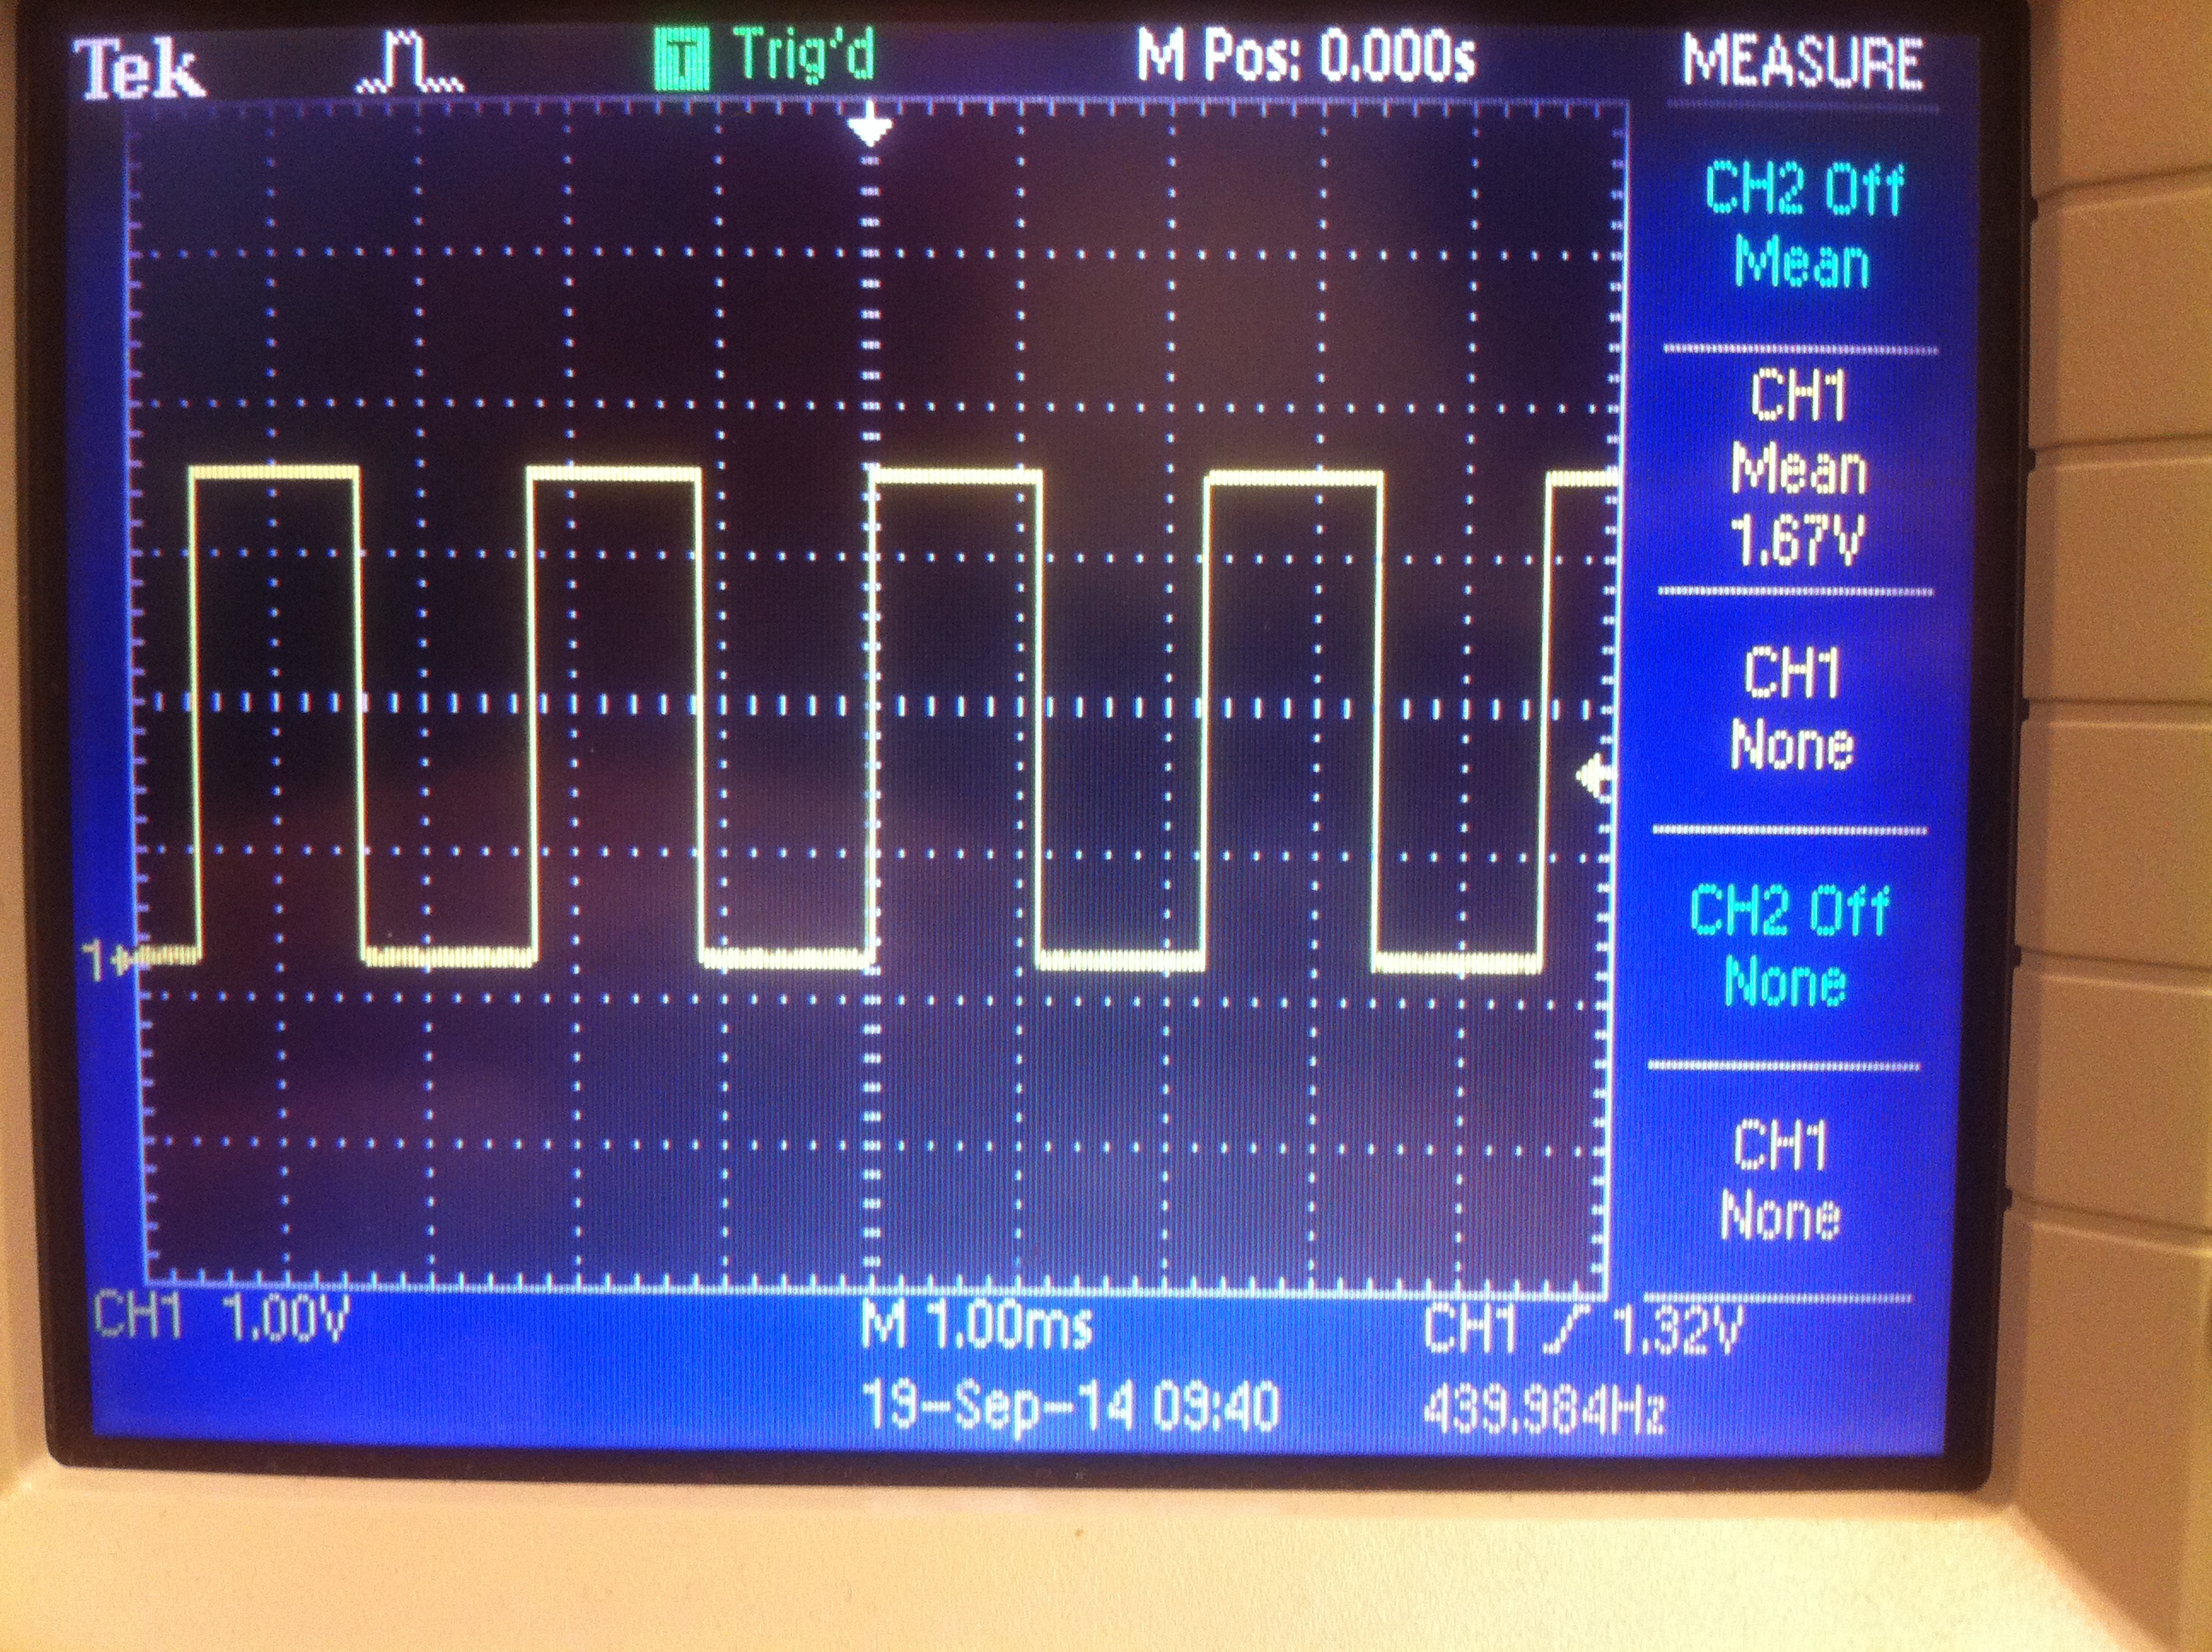 Tek T Trig'd M Pos: 0.000s MEASURE
CH2 Off
Mean
CH1
Mean
1.67V
CH1
None
1
CH2 Off
None
CH1
None
CH1 1.00V M 1.00ms CH1 1.32V
19-Sep-14 09:40 439.984Hz